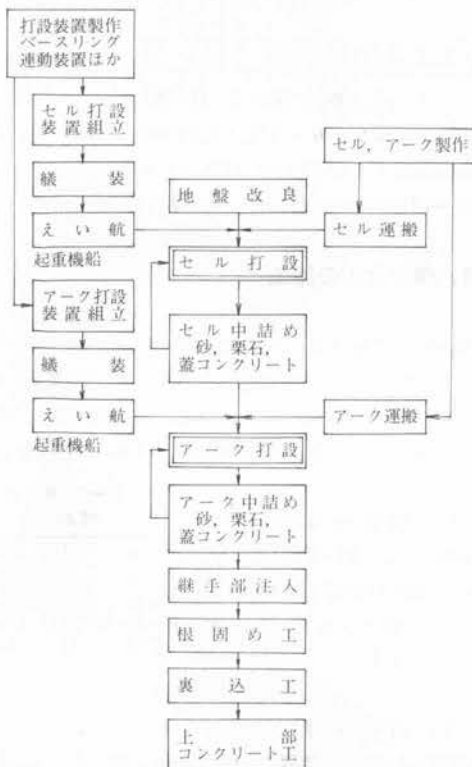 打設装置製作
ベースリング
連動装置ほか
セル打設
装置組立
艤装
えい航
起重機船
アーク打設
装置組立
艤装
えい航
起重機船
セル,アーク製作
地盤改良
セル運搬
セル打設
セル中詰め
砂,栗石,
蓋コンクリート
アーク運搬
アーク打設
アーク中詰め
砂,栗石,
蓋コンクリート
継手部注入
根固め工
裏込工
上部
コンクリート工